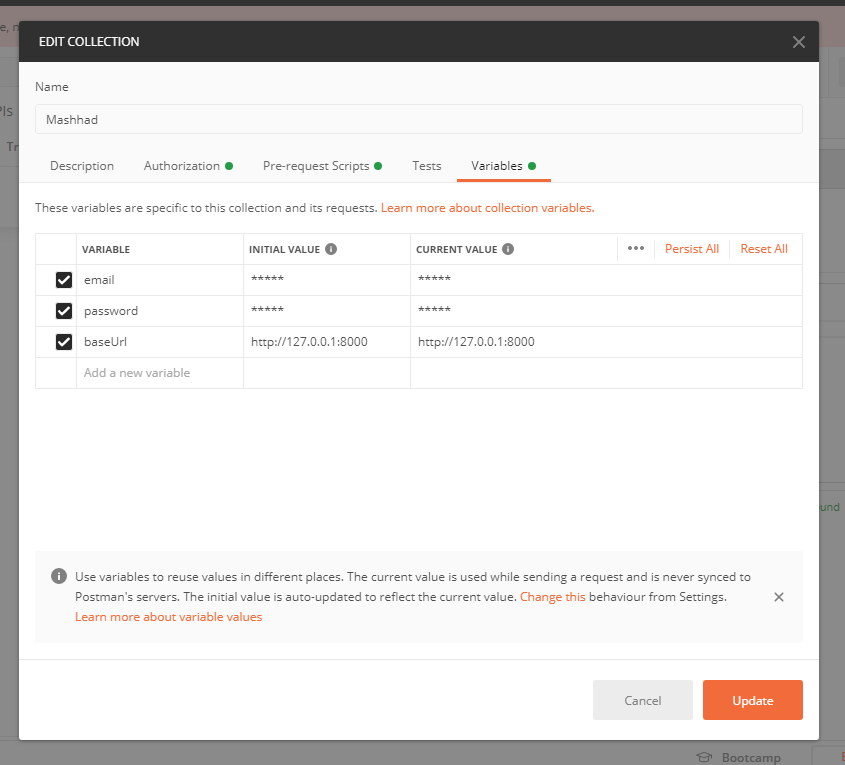 e, n
EDIT COLLECTION
Name
PIs
Mashhad
Tr
Description Authorization Pre-request Scripts Tests Variables
These variables are specific to this collection and its requests. Learn more about collection variables.
VARIABLE INITIAL VALUE CURRENT VALUE ••• Persist All Reset All
email ***** *****
password ***** *****
baseUrl http://127.0.0.1:8000 http://127.0.0.1:8000
Add a new variable
und
Use variables to reuse values in different places. The current value is used while sending a request and is never synced to
Postman's servers. The initial value is auto-updated to reflect the current value. Change this behaviour from Settings.
Learn more about variable values
Cancel Update
Bootcamp